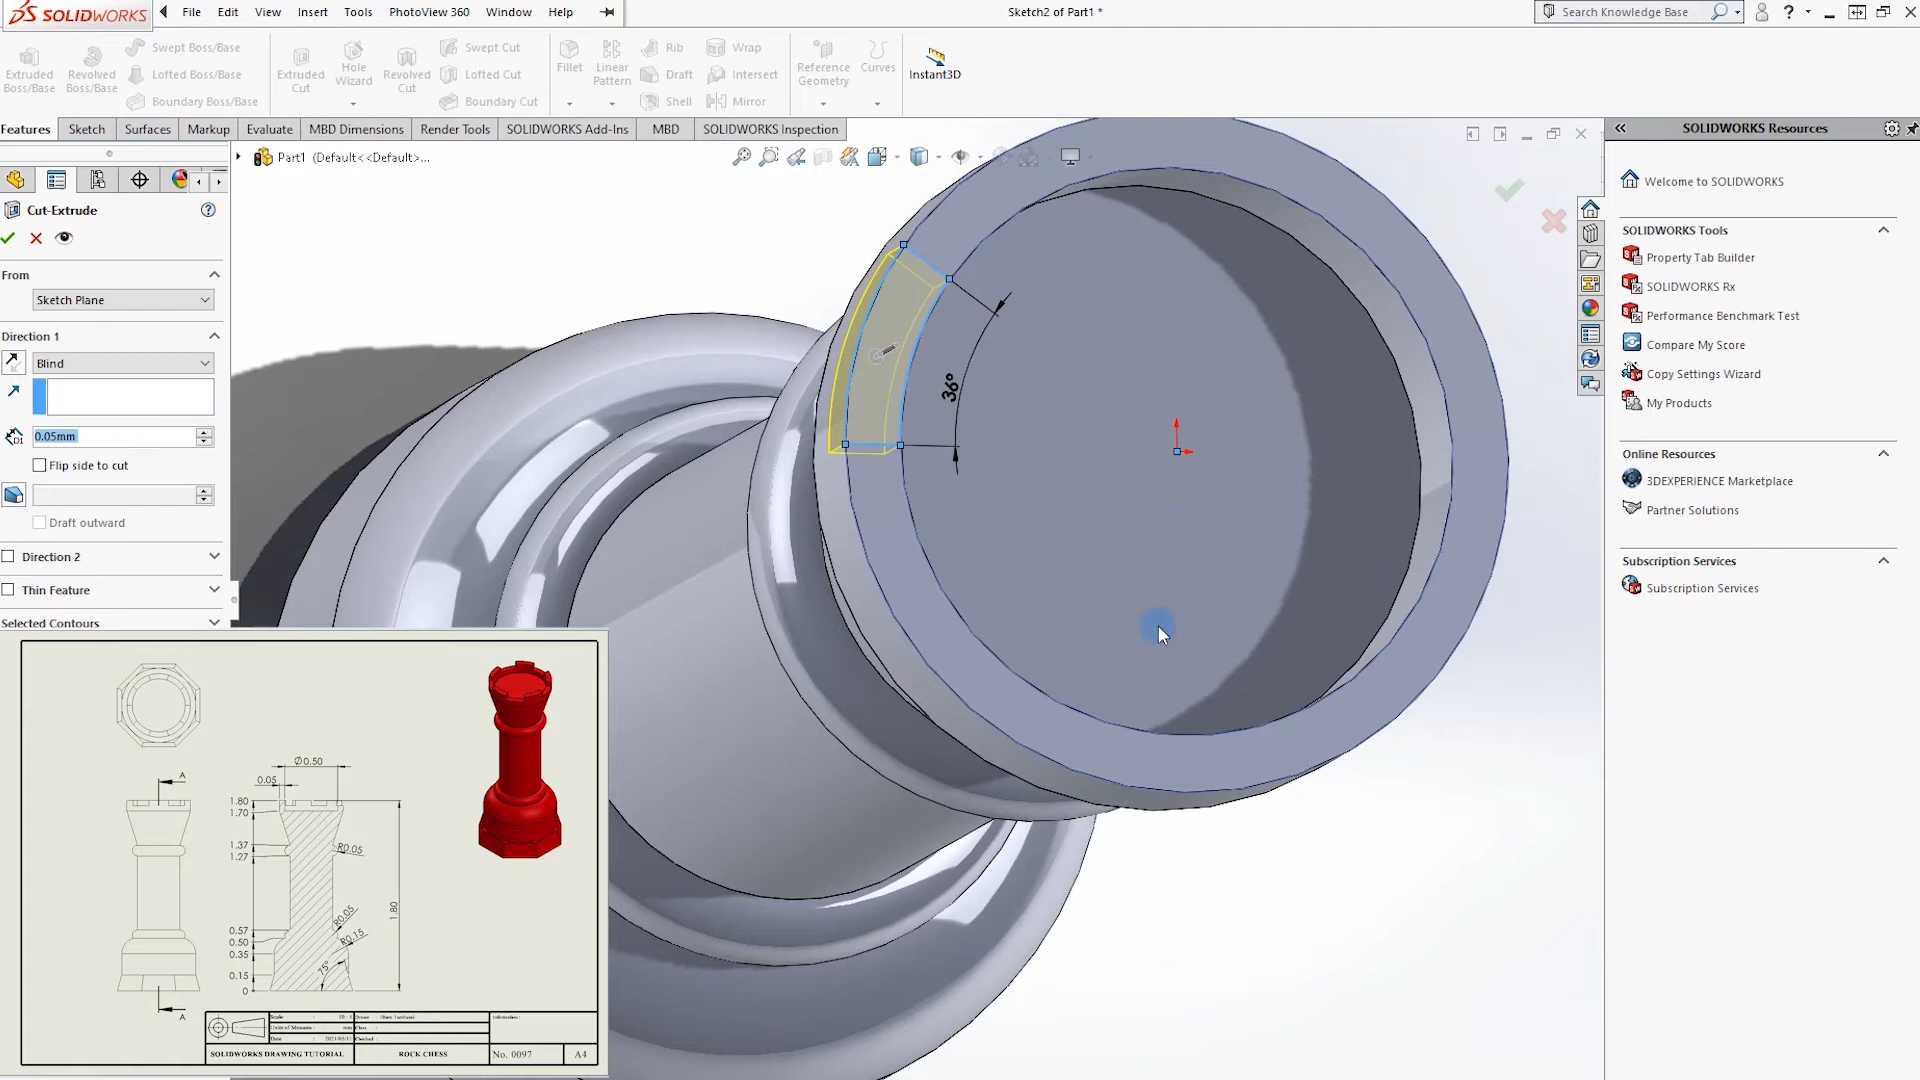 SOLIDWORKS File Edit View Insert Tools PhotoView 360 Window Help Sketch2 of Part1 * Search Knowledge Base ?
Extruded Boss/Base Revolved Boss/Base Swept Boss/Base Lofted Boss/Base Boundary Boss/Base Extruded Cut Hole Wizard Revolved Cut Swept Cut Lofted Cut Boundary Cut Fillet Linear Pattern Rib Draft Shell Wrap Intersect Mirror Reference Geometry Curves Instant3D
Features Sketch Surfaces Markup Evaluate MBD Dimensions Render Tools SOLIDWORKS Add-Ins MBD SOLIDWORKS Inspection
Part1 (Default<<Default>...
Cut-Extrude
From
Sketch Plane
Direction 1
Blind
D1 0.05mm
Flip side to cut
Draft outward
Direction 2
Thin Feature
Selected Contours
36°
SOLIDWORKS Resources
Welcome to SOLIDWORKS
SOLIDWORKS Tools
Property Tab Builder
SOLIDWORKS Rx
Performance Benchmark Test
Compare My Score
Copy Settings Wizard
My Products
Online Resources
3DEXPERIENCE Marketplace
Partner Solutions
Subscription Services
Subscription Services
Ø0.50
A 0.05
1.80
1.70
1.37
1.27
R0.05
1.80
0.57
0.50
0.35
0.15
0
R0.05
R0.15
75°
A
SOLIDWORKS DRAWING TUTORIAL ROCK CHESS No. 0097 A4